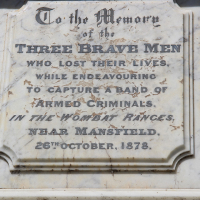 To the Memory
of the
Three Brave Men
who lost their lives,
while endeavouring
to capture a band of
Armed Criminals,
in the Wombat Ranges,
near Mansfield,
26th October, 1878.